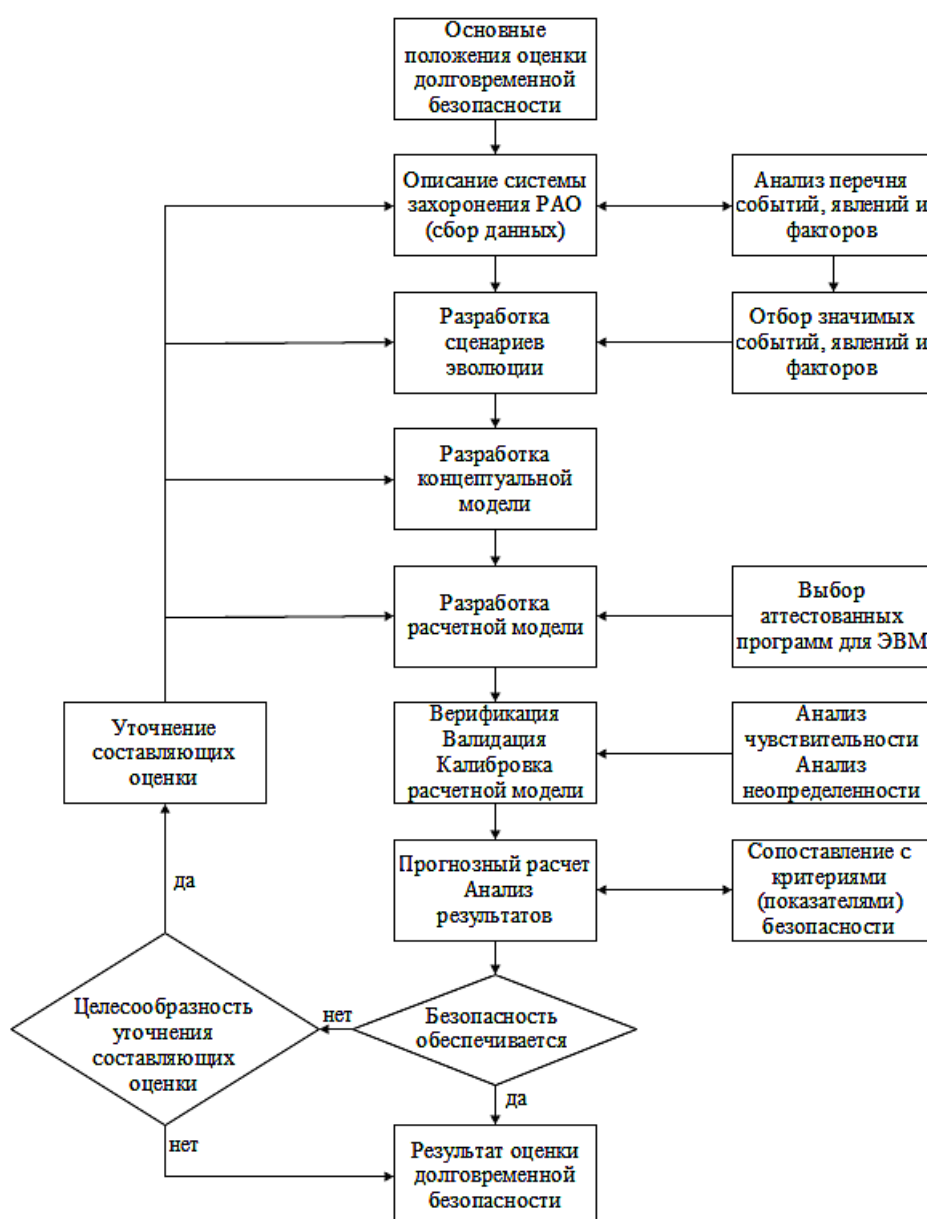 Основные
положения оценки
долговременной
безопасности
Описание системы
захоронения РАО
(сбор данных)
Анализ перечня
событий, явлений и
факторов
Разработка
сценариев
эволюции
Отбор значимых
событий, явлений и
факторов
Разработка
концептуальной
модели
Разработка
расчетной модели
Выбор
аттестованных
программ для ЭВМ
Уточнение
составляющих
оценки
Верификация
Валидация
Калибровка
расчетной модели
Анализ
чувствительности
Анализ
неопределенности
Прогнозный расчет
Анализ
результатов
Сопоставление с
критериями
(показателями)
безопасности
да
Целесообразность
уточнения
составляющих
оценки
нет
Безопасность
обеспечивается
да
нет
Результат оценки
долговременной
безопасности